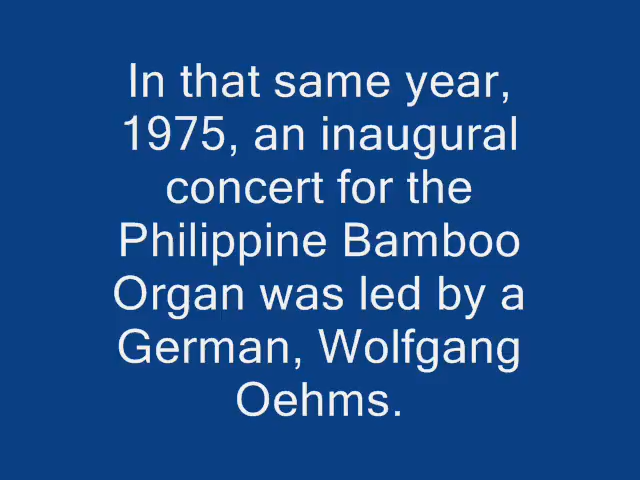 In that same year,
1975, an inaugural
concert for the
Philippine Bamboo
Organ was led by a
German, Wolfgang
Oehms.